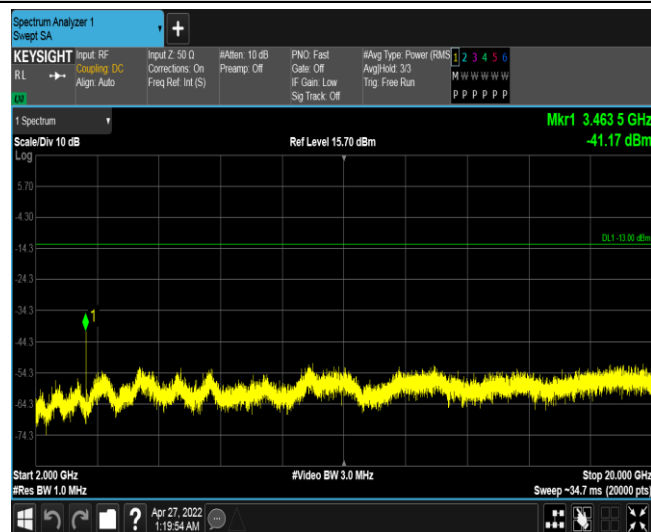 Spectrum Analyzer 1
Swept SA
KEYSIGHT Input: RF Input Z: 50 Ω #Atten: 10 dB PNO: Fast #Avg Type: Power (RMS 1 2 3 4 5 6
RL Coupling: DC Corrections: On Preamp: Off Gate: Off Avg|Hold: 3/3 M W W W W W
Align: Auto Freq Ref: Int (S) IF Gain: Low Trig: Free Run
Sig Track: Off P P P P P P
1 Spectrum Mkr1 3.463 5 GHz
Scale/Div 10 dB Ref Level 15.70 dBm -41.17 dBm
Log
5.70
-4.30
DL1 -13.00 dBm
-14.3
-24.3
-34.3
1
-44.3
-54.3
-64.3
-74.3
Start 2.000 GHz #Video BW 3.0 MHz Stop 20.000 GHz
#Res BW 1.0 MHz Sweep ~34.7 ms (20000 pts)
? Apr 27, 2022
1:19:54 AM